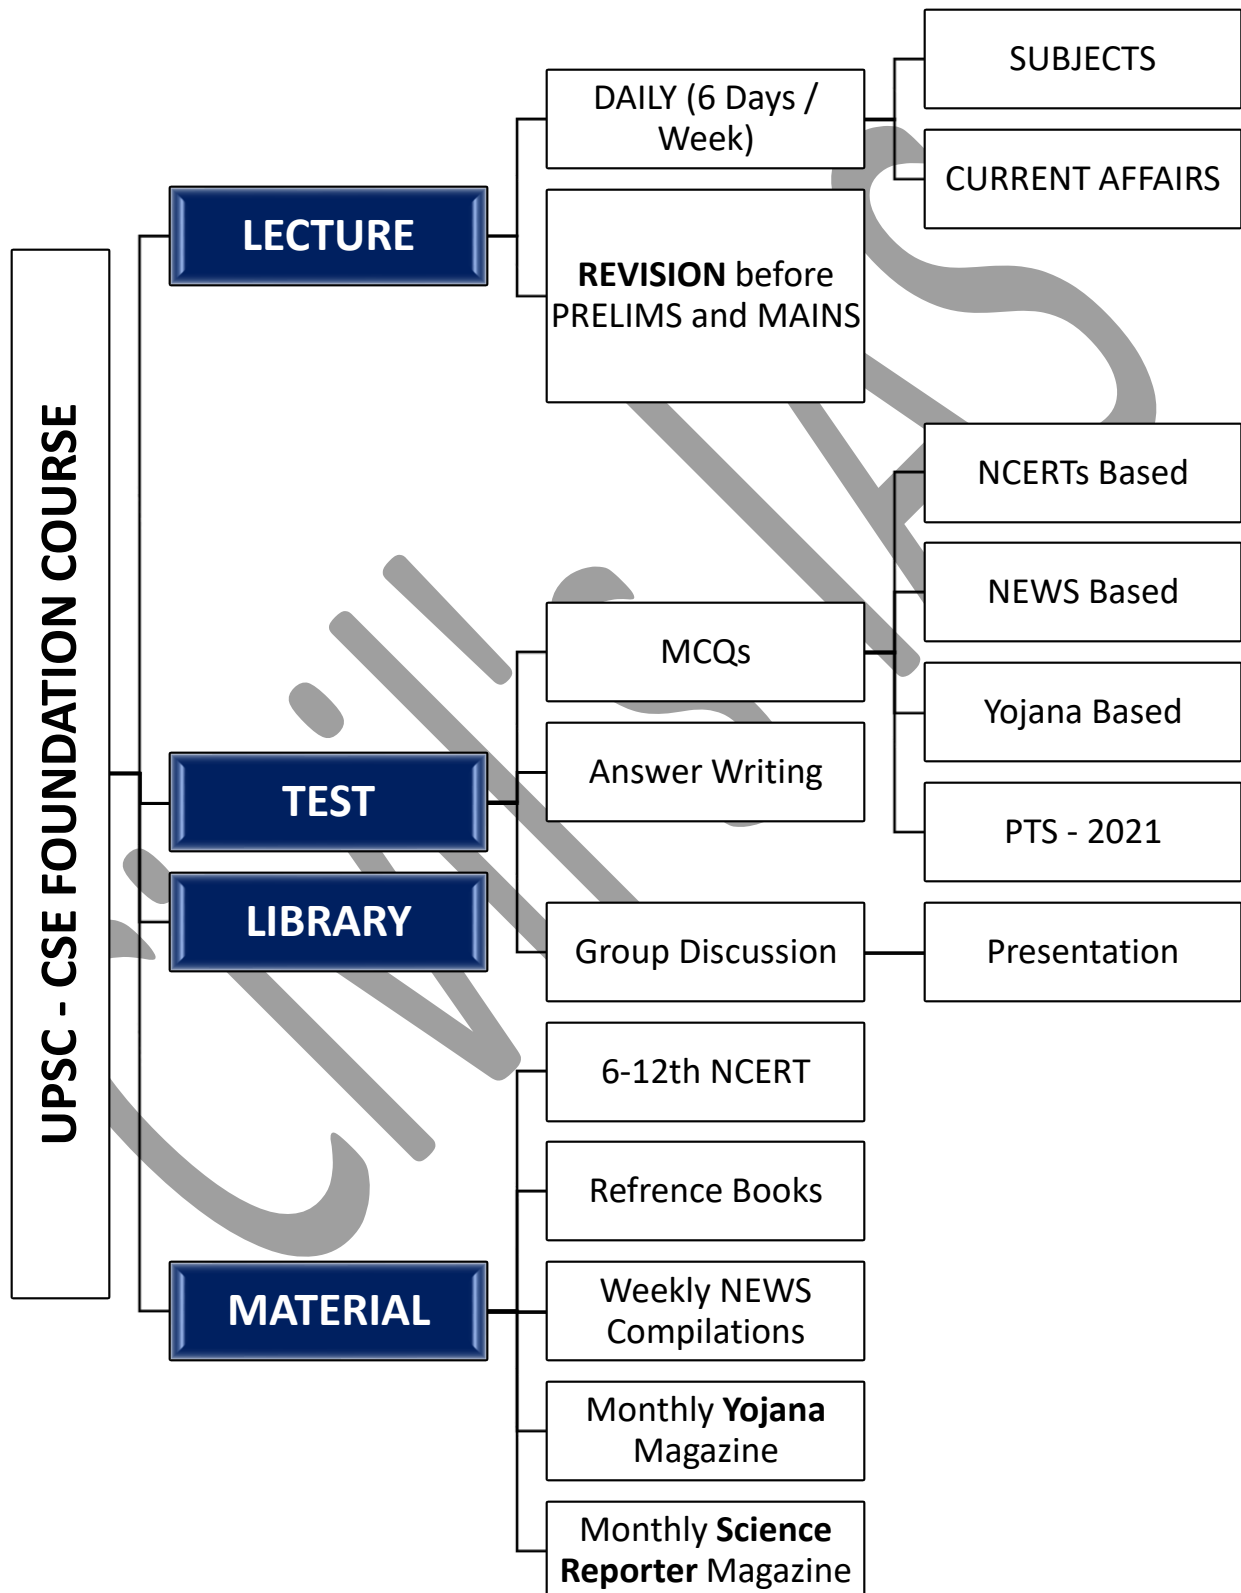 UPSC - CSE FOUNDATION COURSE
LECTURE
DAILY (6 Days /
Week)
SUBJECTS
CURRENT AFFAIRS
REVISION before
PRELIMS and MAINS
TEST
MCQs
NCERTs Based
NEWS Based
Yojana Based
PTS - 2021
Answer Writing
Group Discussion
Presentation
LIBRARY
MATERIAL
6-12th NCERT
Refrence Books
Weekly NEWS
Compilations
Monthly Yojana
Magazine
Monthly Science
Reporter Magazine
Civil's IAS